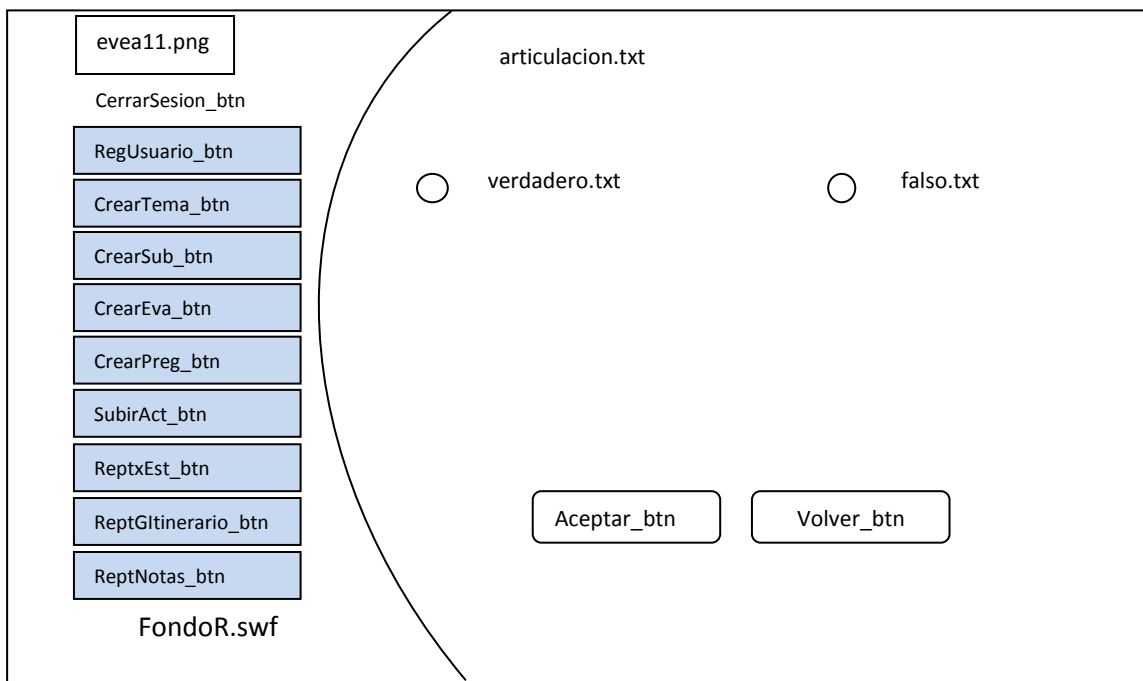 evea11.png
CerrarSesion_btn
RegUsuario_btn
CrearTema_btn
CrearSub_btn
CrearEva_btn
CrearPreg_btn
SubirAct_btn
ReptxEst_btn
ReptGItinerario_btn
ReptNotas_btn
FondoR.swf
articulacion.txt
verdadero.txt
falso.txt
Aceptar_btn
Volver_btn